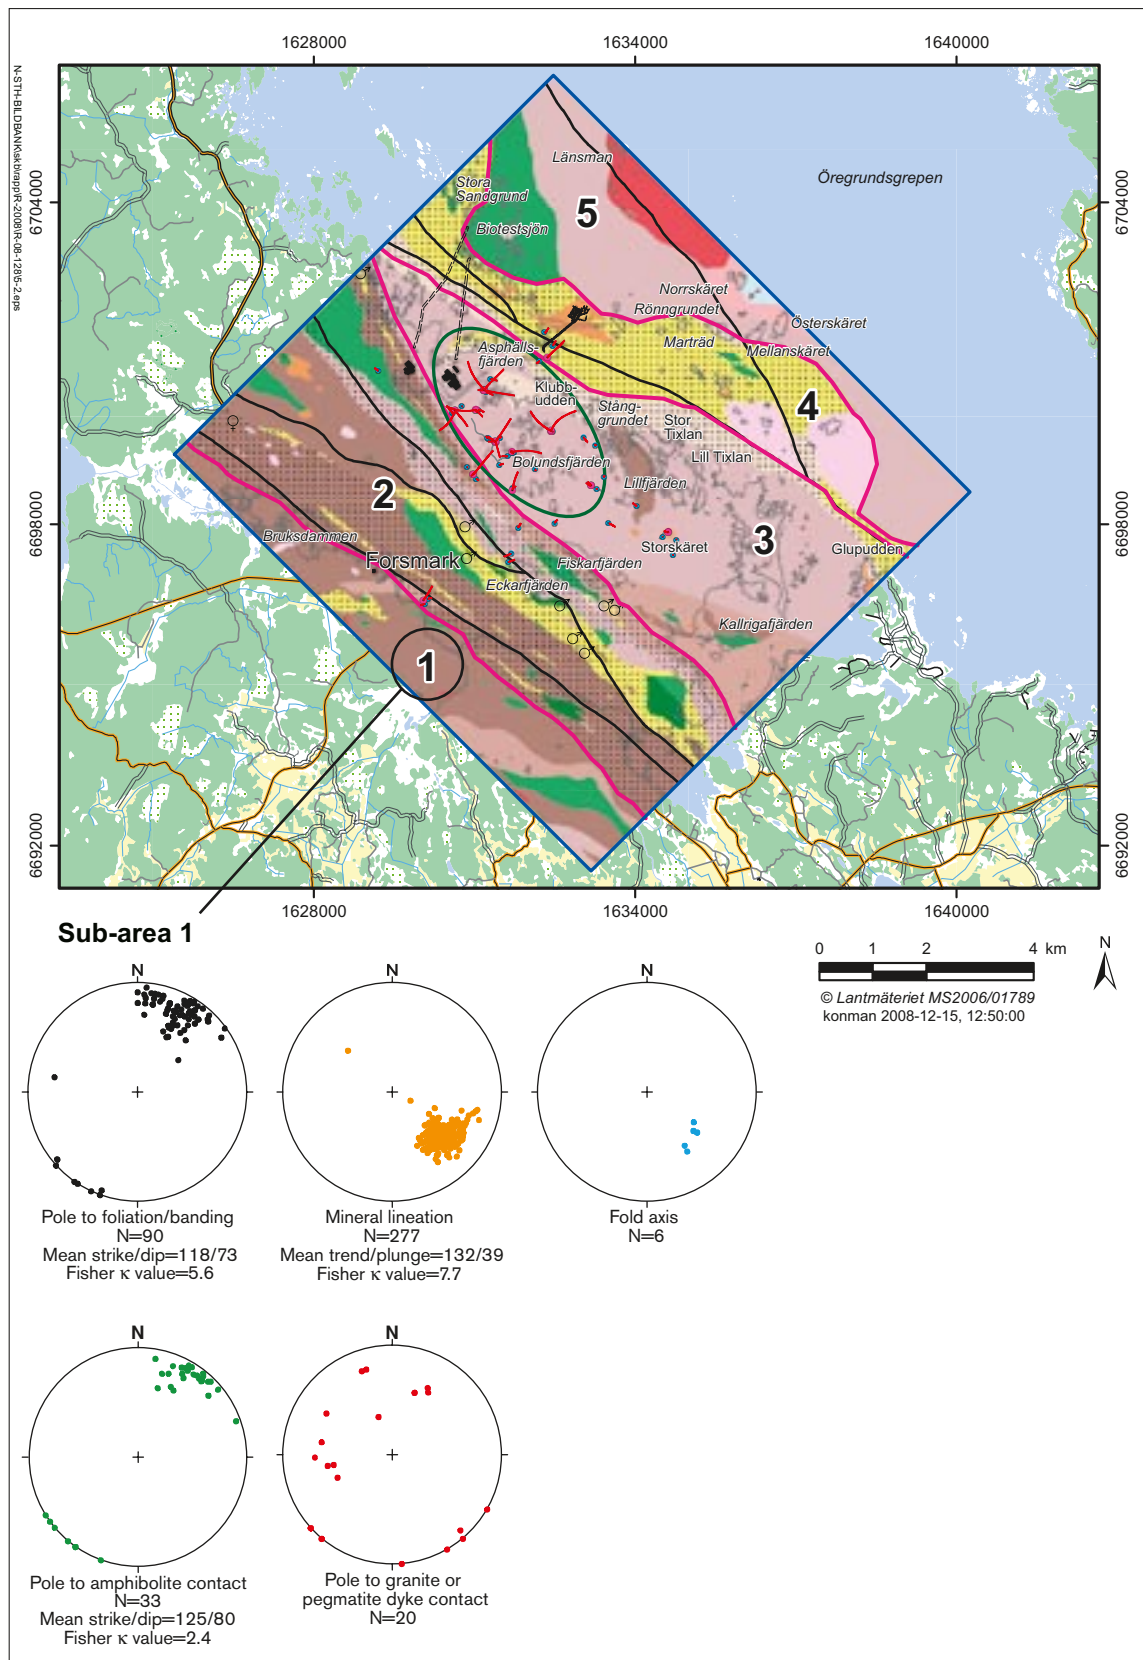 1628000
1634000
1640000
N-STH-BILDBANK\skb\rapp\R-2008\R-08-128\5-2.eps
6704000
6698000
6692000
6704000
6698000
6692000
Länsman
Öregrundsgrepen
Stora
Sandgrund
5
Biotestsjön
Norrskäret
Rönngrundet
Österskäret
Marträd
Mellanskäret
Asphälls-
fjärden
Klubb-
udden
Stång-
grundet
4
Stor
Tixlan
Lill Tixlan
Bolundsfjärden
Lillfjärden
2
Bruksdammen
Forsmark
Storskäret
3
Glupudden
Fiskarfjärden
Eckarfjärden
Kallrigafjärden
1
1628000
1634000
1640000
Sub-area 1
0 1 2 4 km
N
© Lantmäteriet MS2006/01789
konman 2008-12-15, 12:50:00
N
Pole to foliation/banding
N=90
Mean strike/dip=118/73
Fisher κ value=5.6
N
Mineral lineation
N=277
Mean trend/plunge=132/39
Fisher κ value=7.7
N
Fold axis
N=6
N
Pole to amphibolite contact
N=33
Mean strike/dip=125/80
Fisher κ value=2.4
N
Pole to granite or
pegmatite dyke contact
N=20